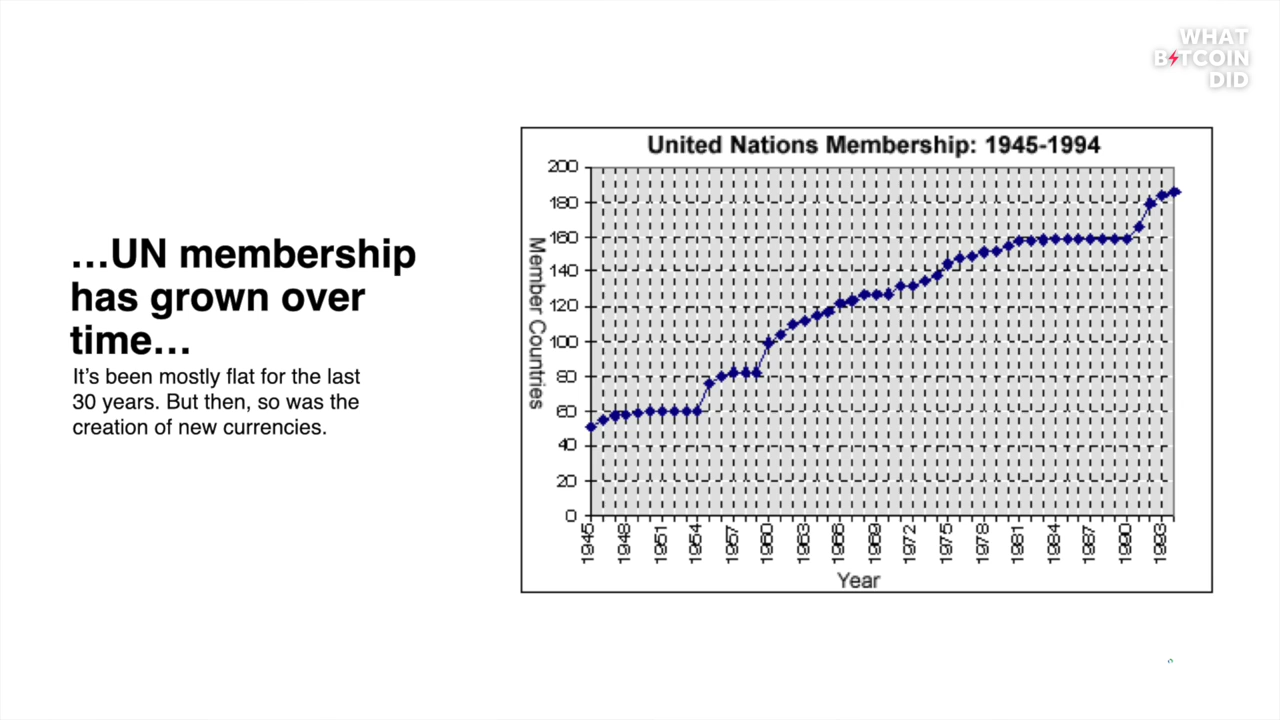 WHAT
BITCOIN
DID
…UN membership
has grown over
time…
It’s been mostly flat for the last
30 years. But then, so was the
creation of new currencies.
United Nations Membership: 1945-1994
200
180
160
140
120
100
80
60
40
20
0
Member Countries
1945 1948 1951 1954 1957 1960 1963 1966 1969 1972 1975 1978 1981 1984 1987 1990 1993
Year